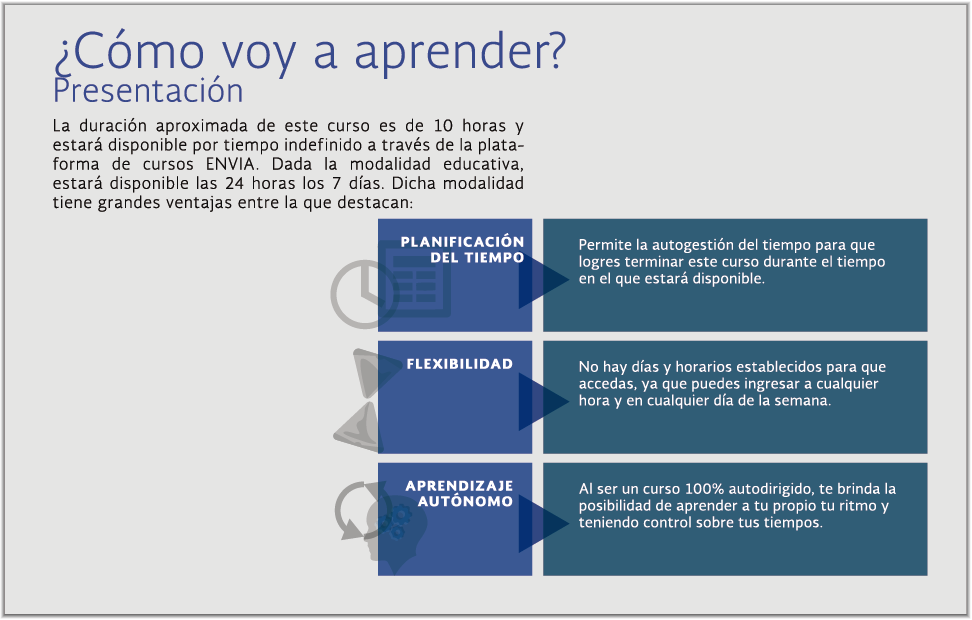 ¿Cómo voy a aprender?
Presentación
La duración aproximada de este curso es de 10 horas y
estará disponible por tiempo indefinido a través de la plata-
forma de cursos ENVIA. Dada la modalidad educativa,
estará disponible las 24 horas los 7 días. Dicha modalidad
tiene grandes ventajas entre la que destacan:
PLANIFICACIÓN
DEL TIEMPO
Permite la autogestión del tiempo para que
logres terminar este curso durante el tiempo
en el que estará disponible.
FLEXIBILIDAD
No hay días y horarios establecidos para que
accedas, ya que puedes ingresar a cualquier
hora y en cualquier día de la semana.
APRENDIZAJE
AUTÓNOMO
Al ser un curso 100% autodirigido, te brinda la
posibilidad de aprender a tu propio tu ritmo y
teniendo control sobre tus tiempos.